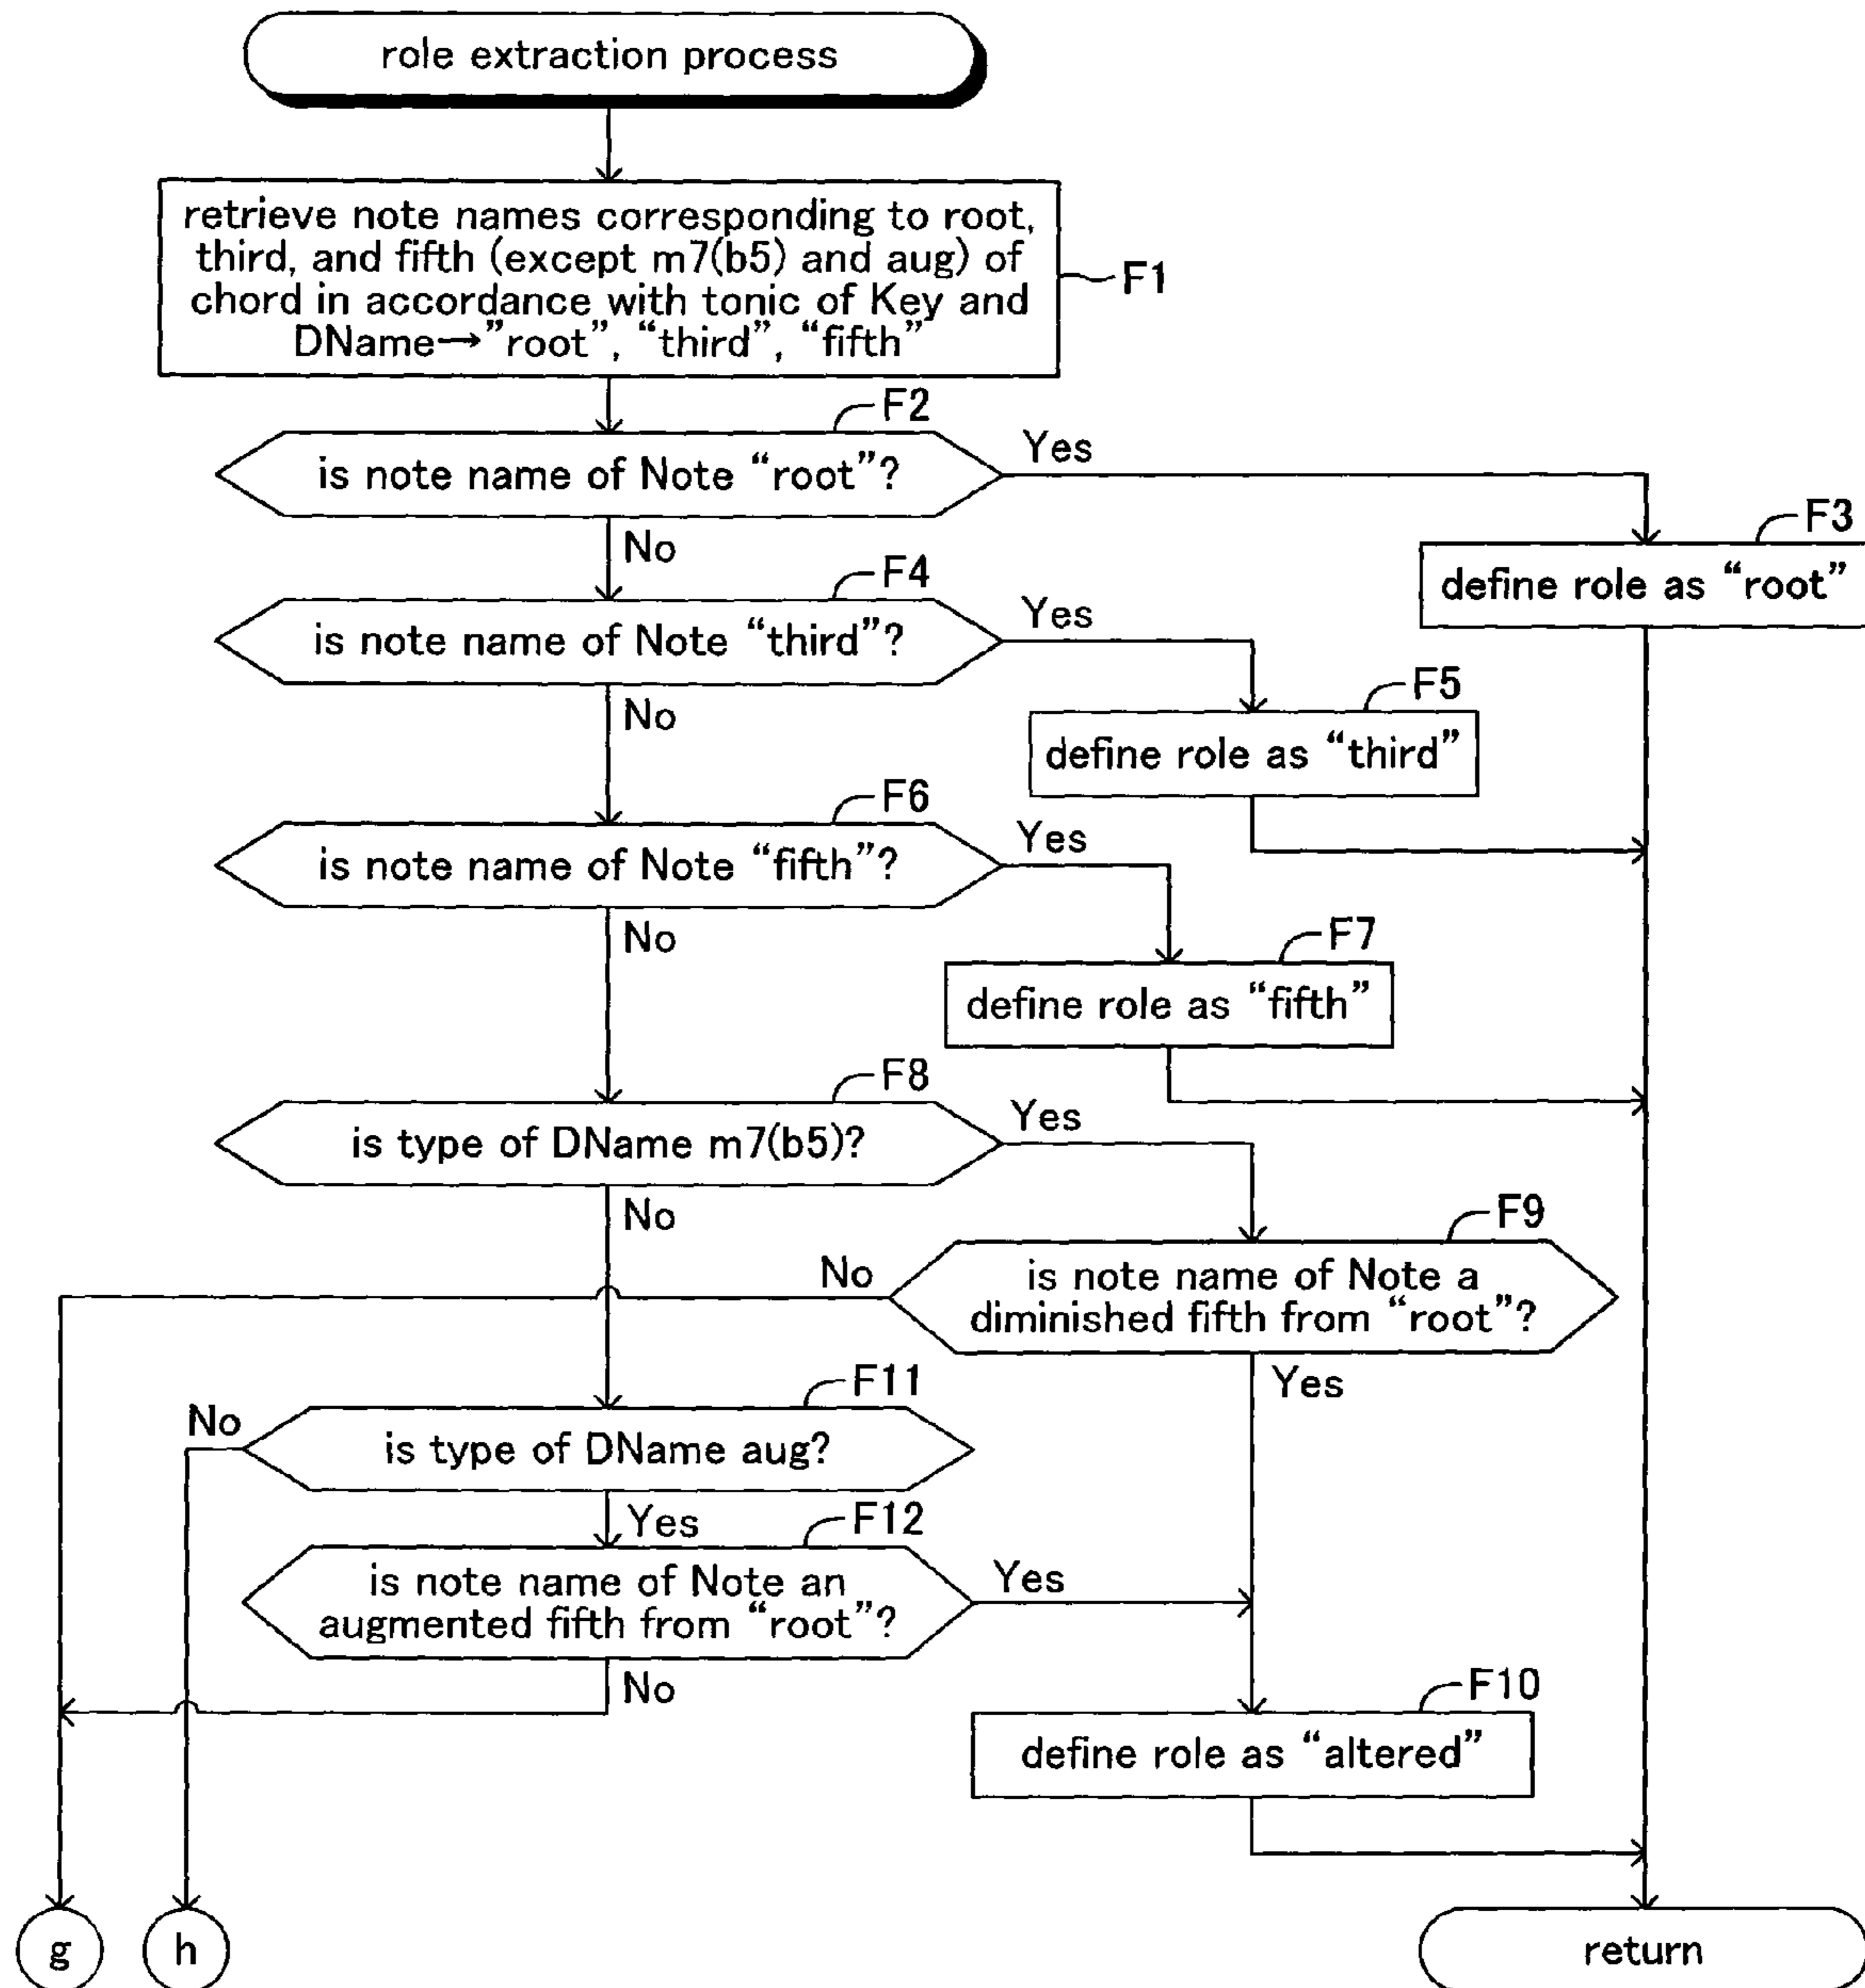 role extraction process
retrieve note names corresponding to root,
third, and fifth (except m7(b5) and aug) of
chord in accordance with tonic of Key and
DName→”root”, “third”, “fifth”
F1
F2
is note name of Note “root”?
Yes
No
F3
define role as “root”
F4
is note name of Note “third”?
Yes
No
F5
define role as “third”
F6
is note name of Note “fifth”?
Yes
No
F7
define role as “fifth”
F8
is type of DName m7(b5)?
Yes
No
F9
is note name of Note a
diminished fifth from “root”?
No
Yes
F11
is type of DName aug?
No
Yes
F12
is note name of Note an
augmented fifth from “root”?
Yes
No
F10
define role as “altered”
g
h
return